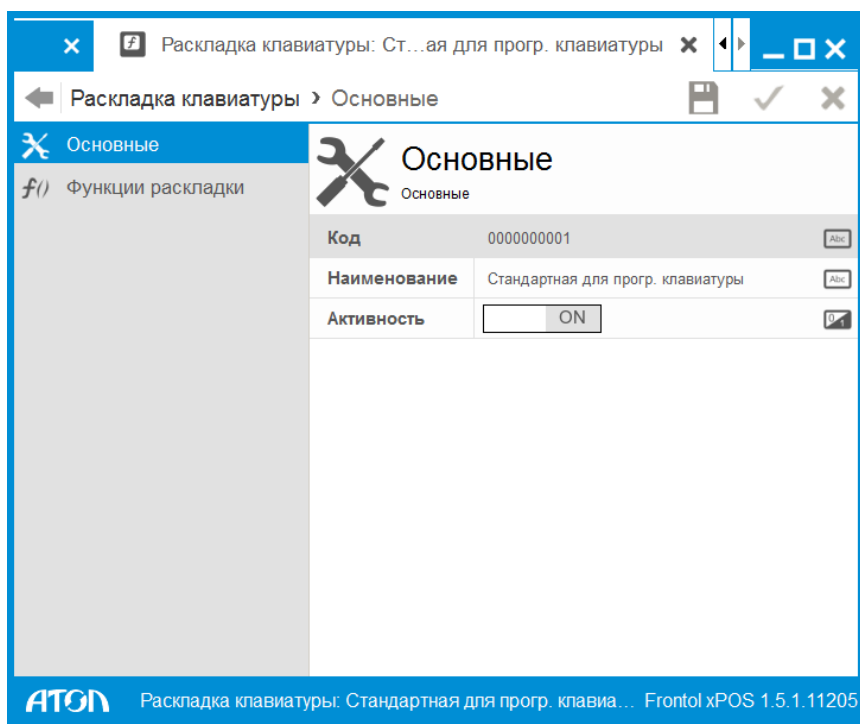 Раскладка клавиатуры: Ст...ая для прогр. клавиатуры
Раскладка клавиатуры › Основные
Основные
f() Функции раскладки
Основные
Основные
Код 0000000001 Abc
Наименование Стандартная для прогр. клавиатуры Abc
Активность ON 0/1
АТОЛ Раскладка клавиатуры: Стандартная для прогр. клавиа... Frontol xPOS 1.5.1.11205